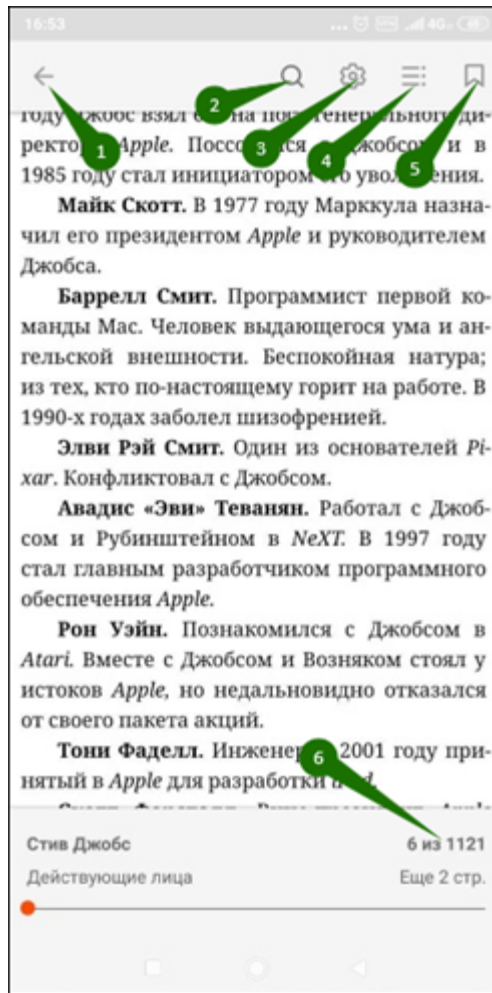 16:53 ... 4G
2
1
3
4
5
году Джобс взял на пост генерального ди-
Apple. и в
1985 году стал инициатором его увольнения.
Майк Скотт. В 1977 году Марккула назна-
чил его президентом Apple и руководителем
Джобса.
Баррелл Смит. Программист первой ко-
манды Mac. Человек выдающегося ума и ан-
гельской внешности. Беспокойная натура;
из тех, кто по-настоящему горит на работе. В
1990-х годах заболел шизофренией.
Элви Рэй Смит. Один из основателей Pi-
xar. Конфликтовал с Джобсом.
Авадис «Эви» Теванян. Работал с Джоб-
сом и Рубинштейном в NeXT. В 1997 году
стал главным разработчиком программного
обеспечения Apple.
Рон Уэйн. Познакомился с Джобсом в
Atari. Вместе с Джобсом и Возняком стоял у
истоков Apple, но недальновидно отказался
от своего пакета акций.
Тони Фаделл. Инженер 2001 году при-
нятый в Apple для разработки
6
Стив Джобс 6 из 1121
Действующие лица Еще 2 стр.